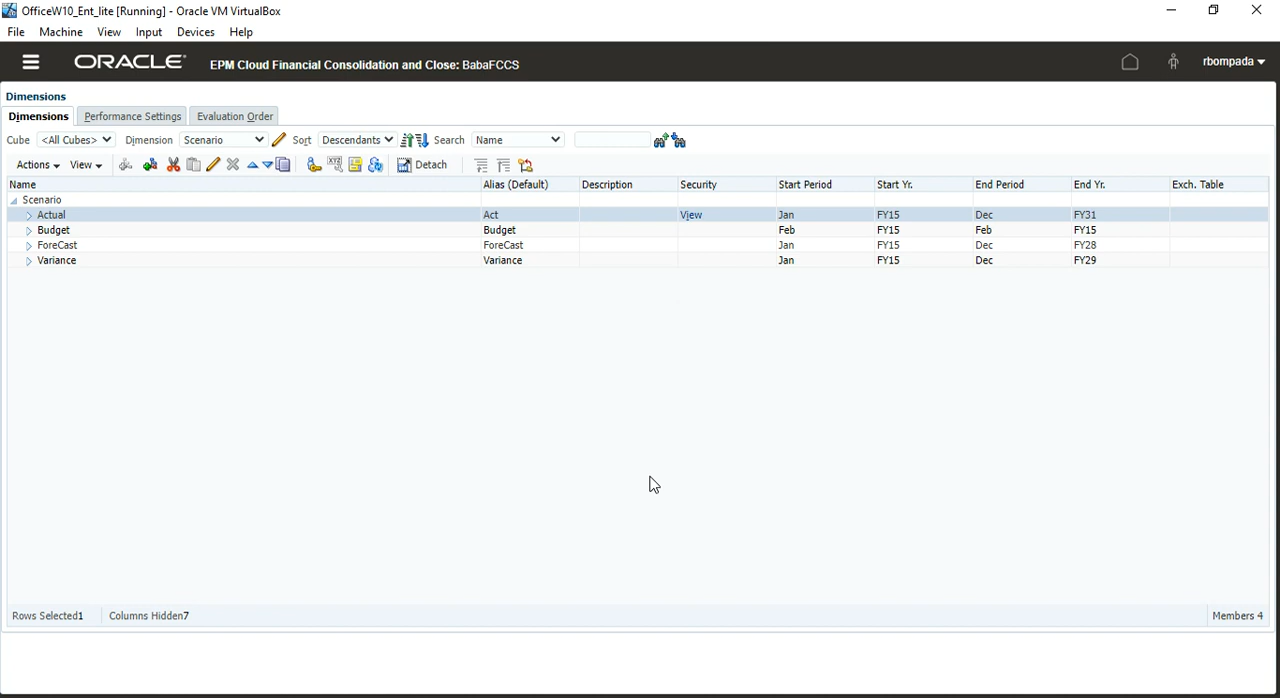 OfficeW10_Ent_lite [Running] - Oracle VM VirtualBox
File Machine View Input Devices Help
ORACLE® EPM Cloud Financial Consolidation and Close: BabaFCCS rbompada
Dimensions
Dimensions Performance Settings Evaluation Order
Cube <All Cubes> Dimension Scenario Sort Descendants Search Name
Actions View XYZ Detach
Name Alias (Default) Description Security Start Period Start Yr. End Period End Yr. Exch. Table
Scenario
Actual Act View Jan FY15 Dec FY31
Budget Budget Feb FY15 Feb FY15
ForeCast ForeCast Jan FY15 Dec FY28
Variance Variance Jan FY15 Dec FY29
Rows Selected1 Columns Hidden7 Members 4